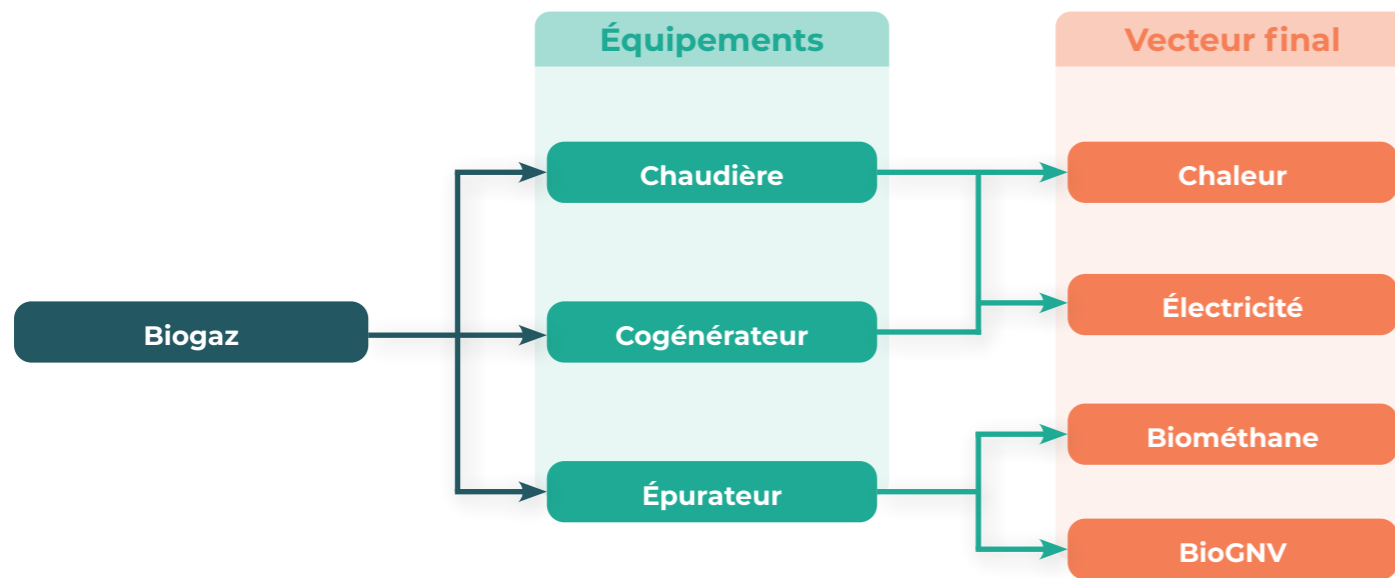 Équipements
Vecteur final
Chaudière
Chaleur
Biogaz
Cogénérateur
Électricité
Épurateur
Biométhane
BioGNV